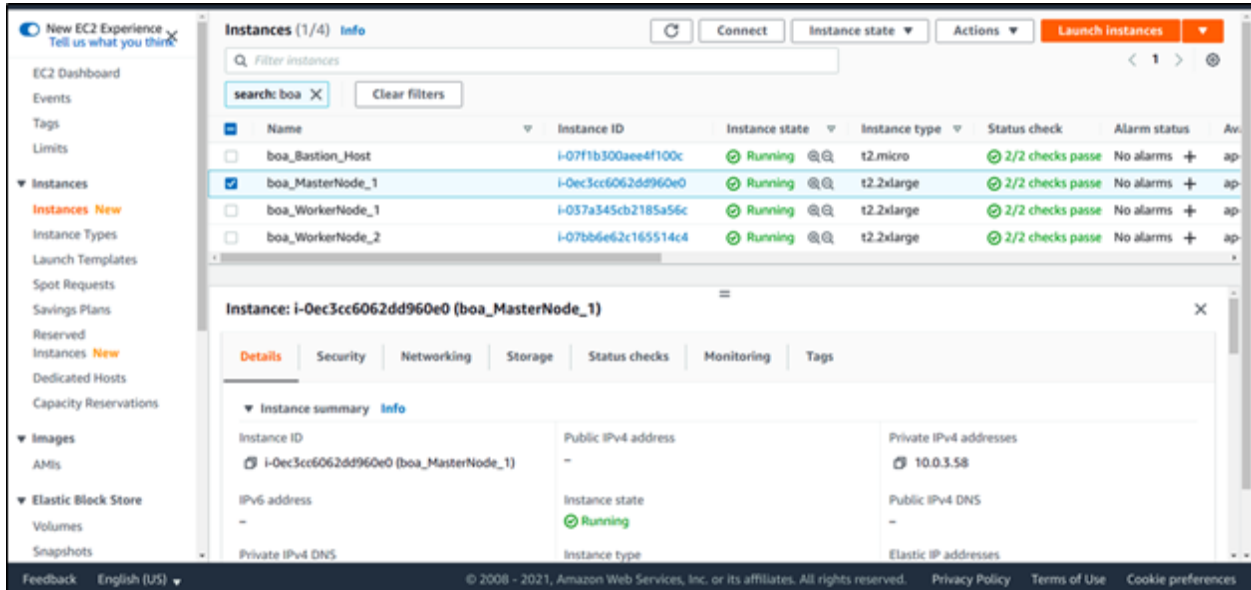 New EC2 Experience
Tell us what you think
EC2 Dashboard
Events
Tags
Limits
Instances
Instances New
Instance Types
Launch Templates
Spot Requests
Savings Plans
Reserved
Instances New
Dedicated Hosts
Capacity Reservations
Images
AMIs
Elastic Block Store
Volumes
Snapshots
Instances (1/4) Info
Connect Instance state Actions Launch instances
Filter instances
1
search: boa Clear filters
Name Instance ID Instance state Instance type Status check Alarm status Av
boa_Bastion_Host i-07f1b300aee4f100c Running t2.micro 2/2 checks passe No alarms ap-
boa_MasterNode_1 i-0ec3cc6062dd960e0 Running t2.2xlarge 2/2 checks passe No alarms ap-
boa_WorkerNode_1 i-037a345cb2185a56c Running t2.2xlarge 2/2 checks passe No alarms ap-
boa_WorkerNode_2 i-07bb6e62c165514c4 Running t2.2xlarge 2/2 checks passe No alarms ap-
Instance: i-0ec3cc6062dd960e0 (boa_MasterNode_1)
Details Security Networking Storage Status checks Monitoring Tags
Instance summary Info
Instance ID Public IPv4 address Private IPv4 addresses
i-0ec3cc6062dd960e0 (boa_MasterNode_1) – 10.0.3.58
IPv6 address Instance state Public IPv4 DNS
– Running –
Private IPv4 DNS Instance type Elastic IP addresses
Feedback English (US) © 2008 - 2021, Amazon Web Services, Inc. or its affiliates. All rights reserved. Privacy Policy Terms of Use Cookie preferences